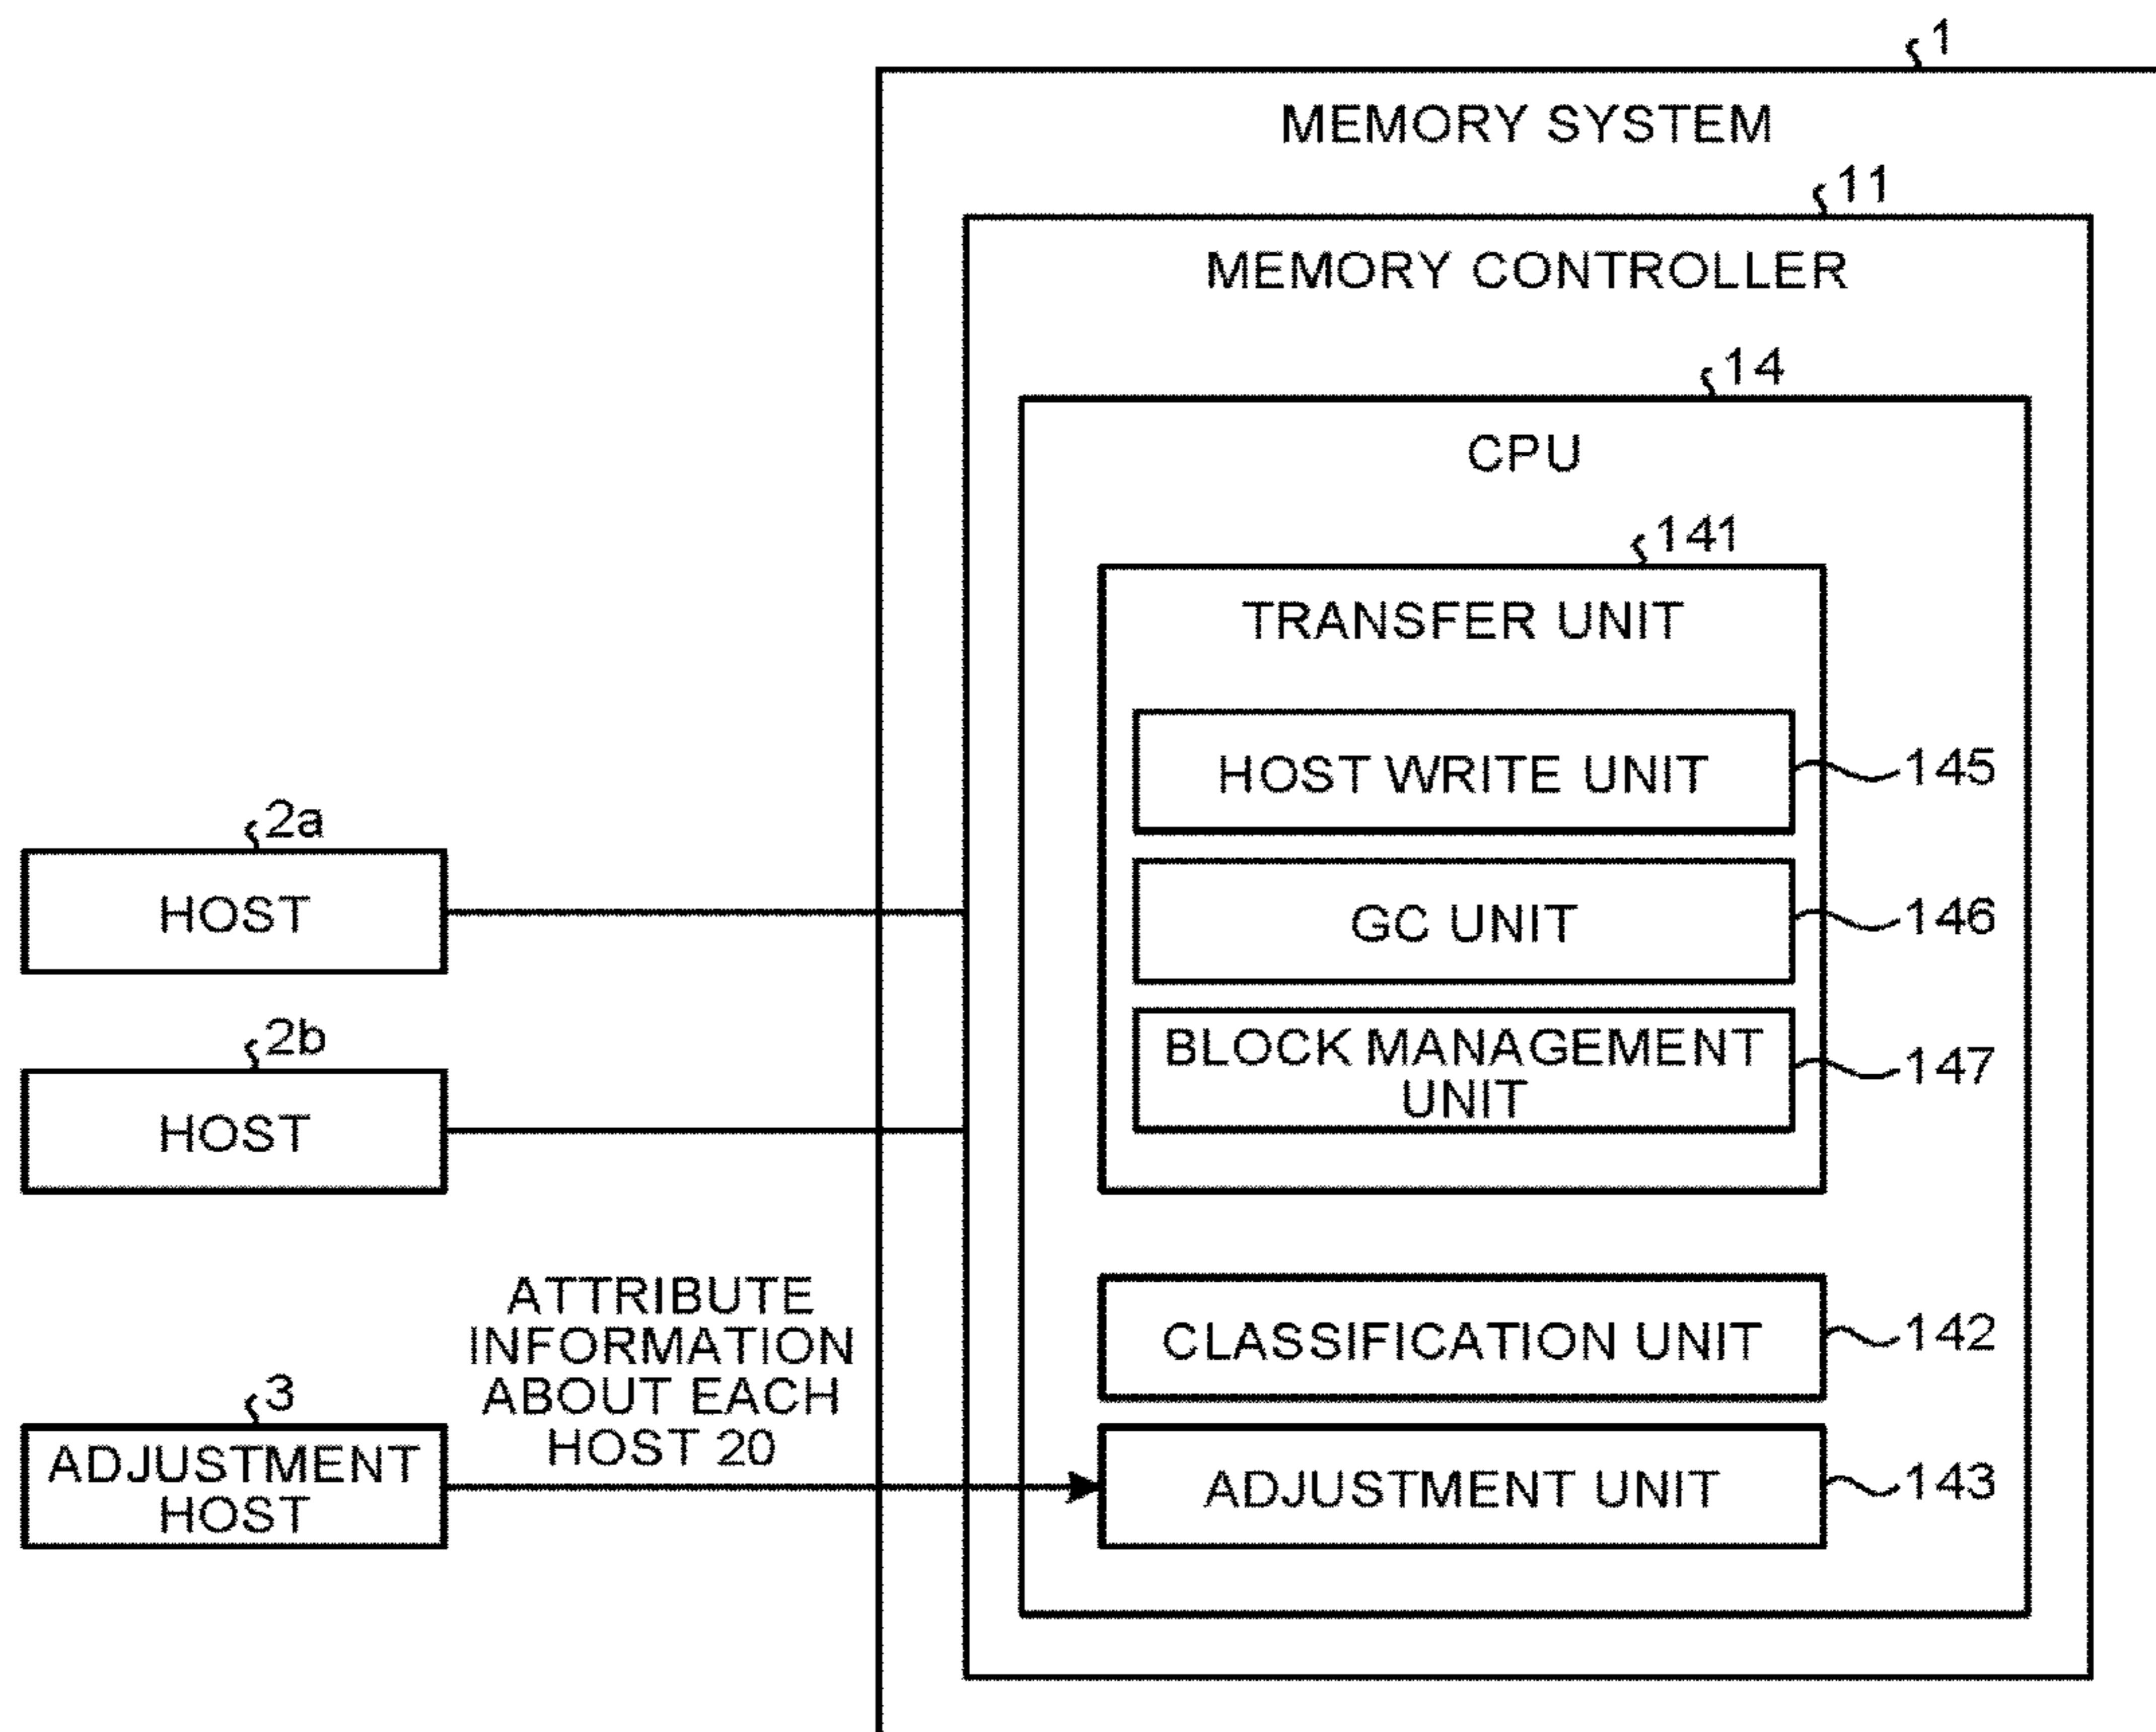 1
MEMORY SYSTEM
11
MEMORY CONTROLLER
14
CPU
141
TRANSFER UNIT
HOST WRITE UNIT
145
GC UNIT
146
BLOCK MANAGEMENT
UNIT
147
2a
HOST
2b
HOST
ATTRIBUTE
INFORMATION
ABOUT EACH
HOST 20
3
ADJUSTMENT
HOST
CLASSIFICATION UNIT
142
ADJUSTMENT UNIT
143